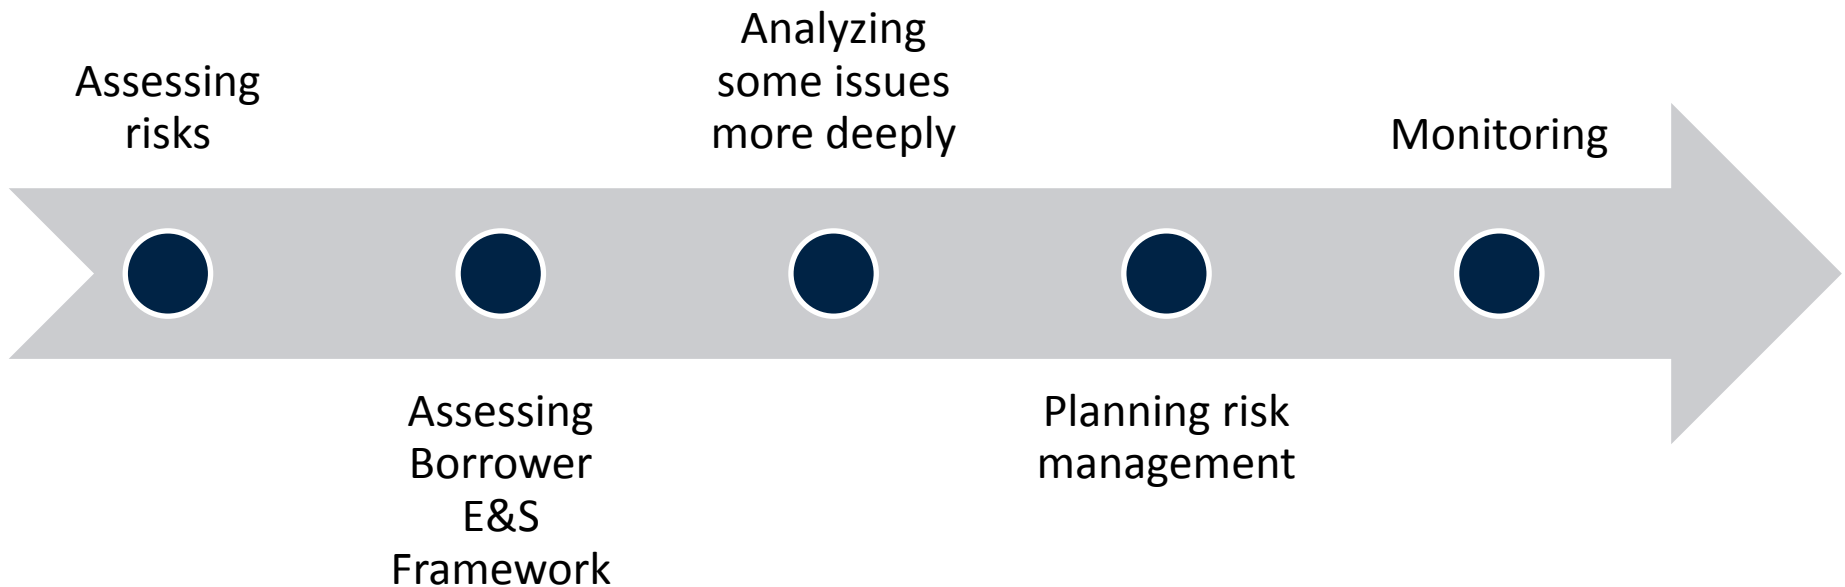 Assessing
risks
Assessing
Borrower
E&S
Framework
Analyzing
some issues
more deeply
Planning risk
management
Monitoring